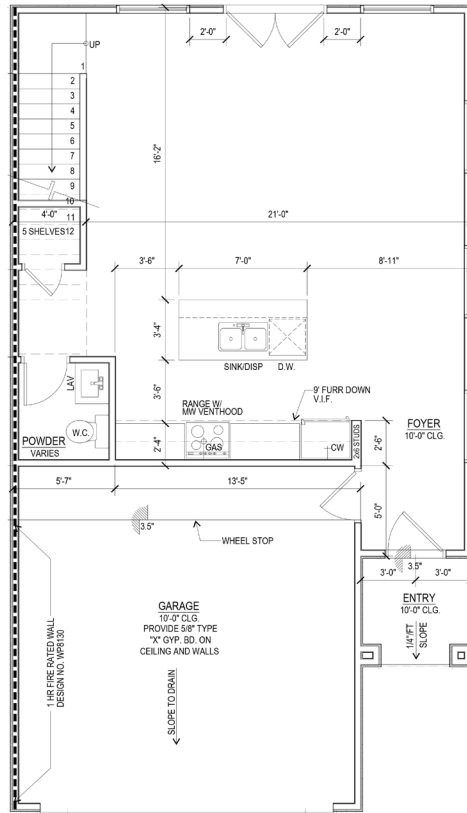 2'-0"
2'-0"
UP
1
2
3
4
5
6
7
8
9
10
11
16'-2"
4'-0"
21'-0"
5 SHELVES12
3'-6"
7'-0"
8'-11"
3'-4"
SINK/DISP
D.W.
LAV
3'-6"
RANGE W/
MW VENTHOOD
9' FURR DOWN
V.I.F.
W.C.
POWDER
VARIES
2'-4"
GAS
CW
2x6 STUDS
2'-6"
FOYER
10'-0" CLG.
5'-7"
13'-5"
5'-0"
3.5"
WHEEL STOP
3.5"
3'-0"
3'-0"
ENTRY
10'-0" CLG.
1/4"/FT
SLOPE
GARAGE
10'-0" CLG.
PROVIDE 5/8" TYPE
"X" GYP. BD. ON
CEILING AND WALLS
1 HR FIRE RATED WALL
DESIGN NO. WP8130
SLOPE TO DRAIN